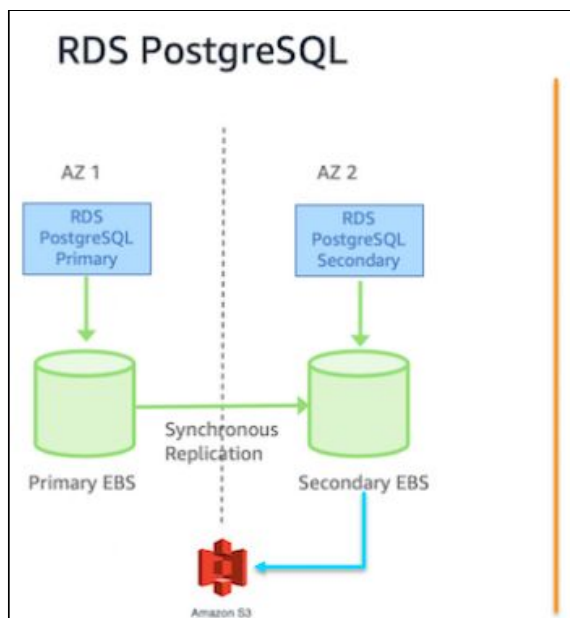 RDS PostgreSQL
AZ 1
AZ 2
RDS
PostgreSQL
Primary
RDS
PostgreSQL
Secondary
Synchronous
Replication
Primary EBS
Secondary EBS
Amazon S3